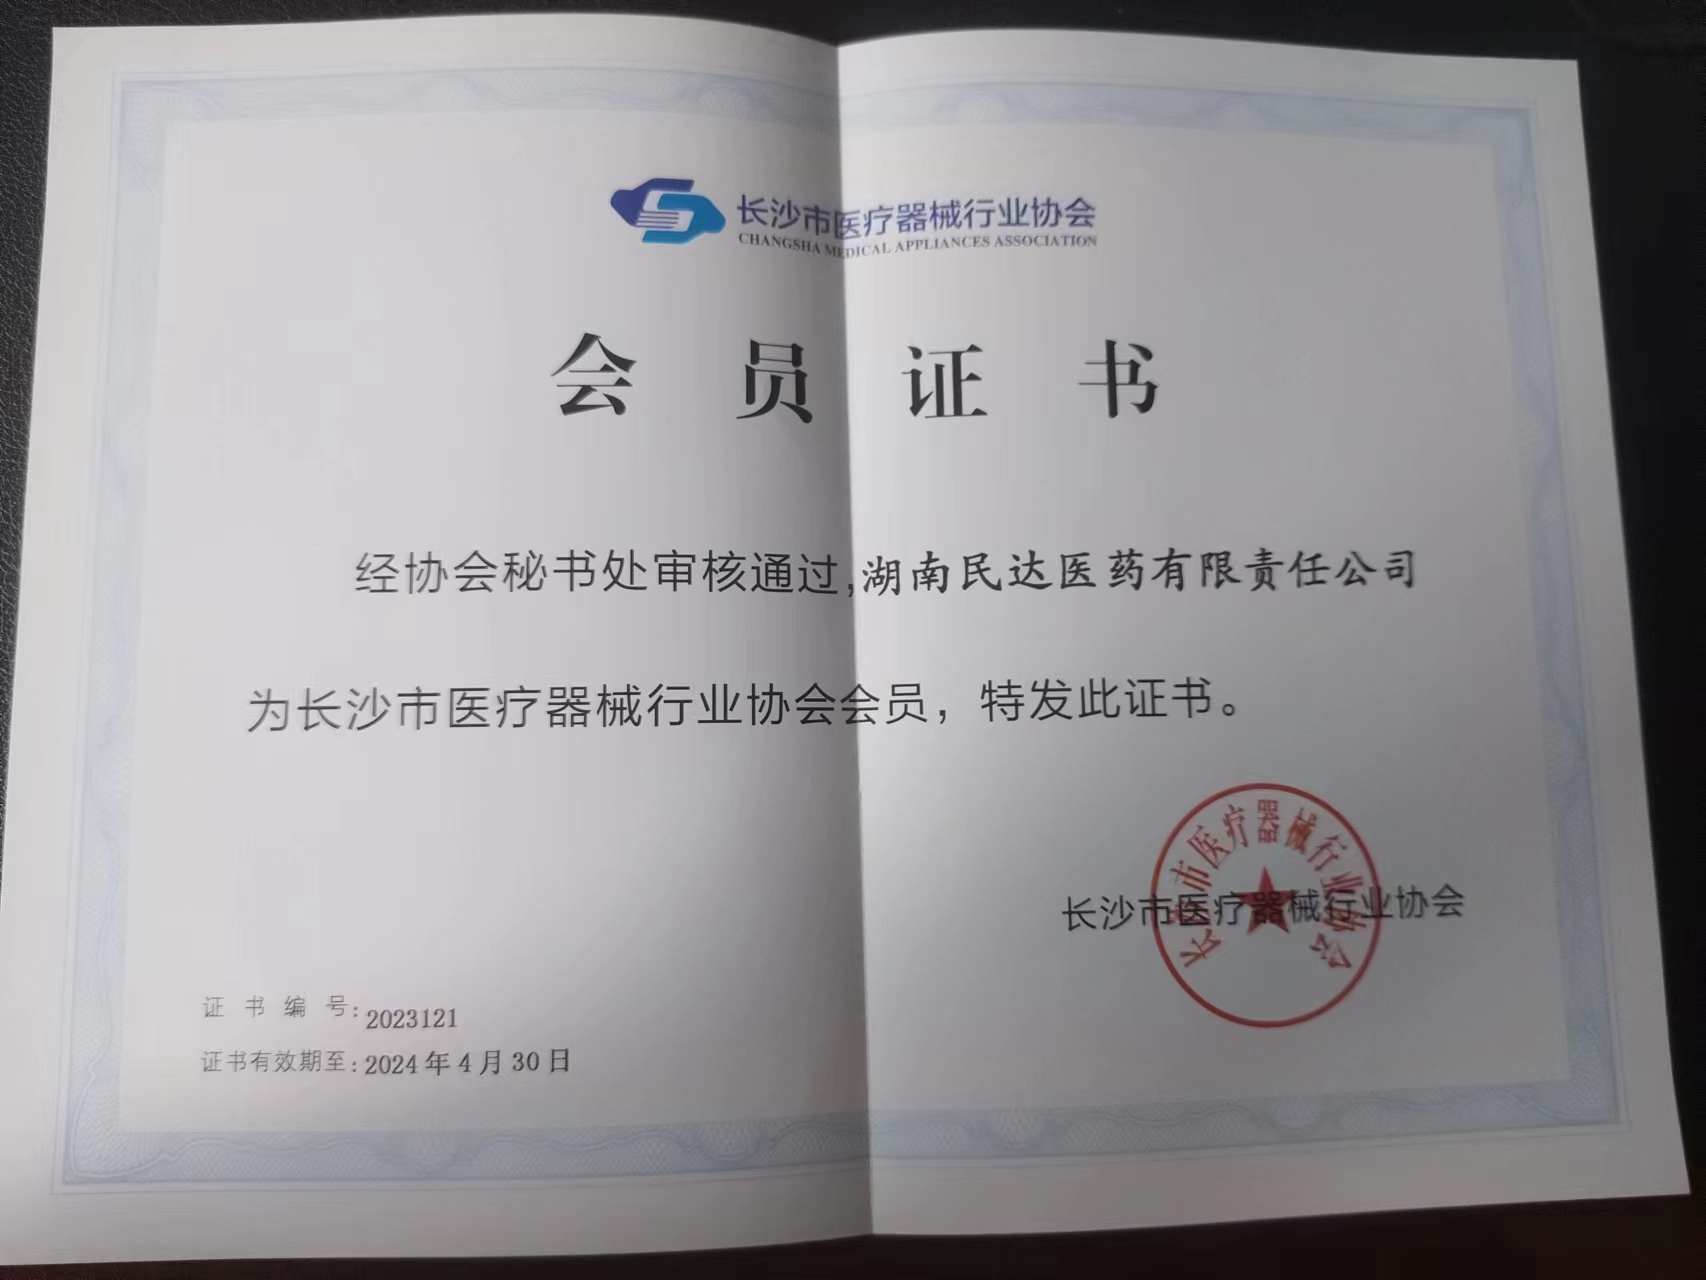 长沙市医疗器械行业协会
CHANGSHA MEDICAL APPLIANCES ASSOCIATION
会员证书
经协会秘书处审核通过,湖南民达医药有限责任公司
为长沙市医疗器械行业协会会员，特发此证书。
长沙市医疗器械行业协会
长沙市医疗器械行业协会
证书编号:2023121
证书有效期至:2024年4月30日